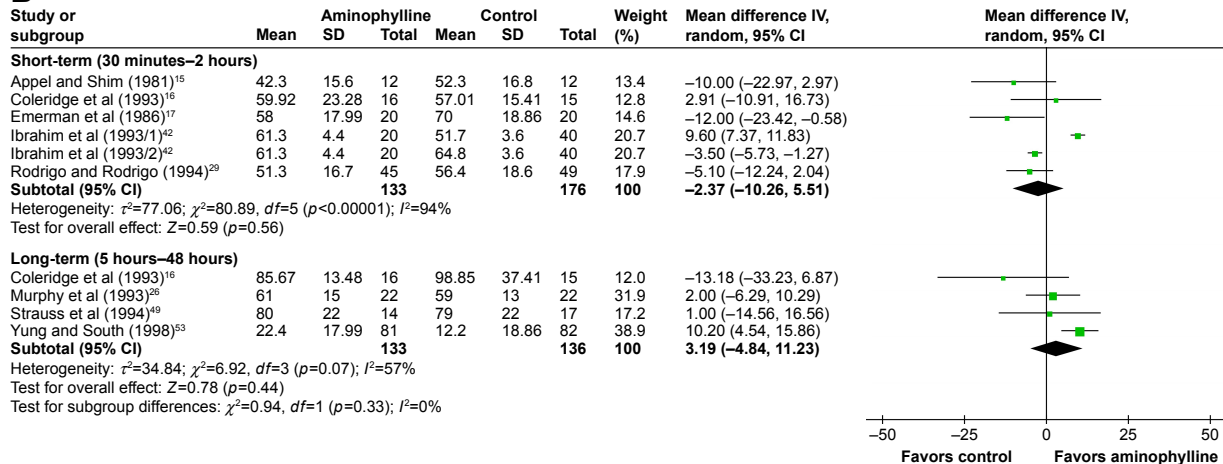 Study or Aminophylline Control Weight Mean difference IV, Mean difference IV,
subgroup Mean SD Total Mean SD Total (%) random, 95% CI random, 95% CI
Short-term (30 minutes–2 hours)
Appel and Shim (1981)¹⁵ 42.3 15.6 12 52.3 16.8 12 13.4 –10.00 (–22.97, 2.97)
Coleridge et al (1993)¹⁶ 59.92 23.28 16 57.01 15.41 15 12.8 2.91 (–10.91, 16.73)
Emerman et al (1986)¹⁷ 58 17.99 20 70 18.86 20 14.6 –12.00 (–23.42, –0.58)
Ibrahim et al (1993/1)⁴² 61.3 4.4 20 51.7 3.6 40 20.7 9.60 (7.37, 11.83)
Ibrahim et al (1993/2)⁴² 61.3 4.4 20 64.8 3.6 40 20.7 –3.50 (–5.73, –1.27)
Rodrigo and Rodrigo (1994)²⁹ 51.3 16.7 45 56.4 18.6 49 17.9 –5.10 (–12.24, 2.04)
Subtotal (95% CI) 133 176 100 –2.37 (–10.26, 5.51)
Heterogeneity: τ²=77.06; χ²=80.89, df=5 (p<0.00001); I²=94%
Test for overall effect: Z=0.59 (p=0.56)
Long-term (5 hours–48 hours)
Coleridge et al (1993)¹⁶ 85.67 13.48 16 98.85 37.41 15 12.0 –13.18 (–33.23, 6.87)
Murphy et al (1993)²⁶ 61 15 22 59 13 22 31.9 2.00 (–6.29, 10.29)
Strauss et al (1994)⁴⁹ 80 22 14 79 22 17 17.2 1.00 (–14.56, 16.56)
Yung and South (1998)⁵³ 22.4 17.99 81 12.2 18.86 82 38.9 10.20 (4.54, 15.86)
Subtotal (95% CI) 133 136 100 3.19 (–4.84, 11.23)
Heterogeneity: τ²=34.84; χ²=6.92, df=3 (p=0.07); I²=57%
Test for overall effect: Z=0.78 (p=0.44)
Test for subgroup differences: χ²=0.94, df=1 (p=0.33); I²=0%
–50 –25 0 25 50
Favors control Favors aminophylline